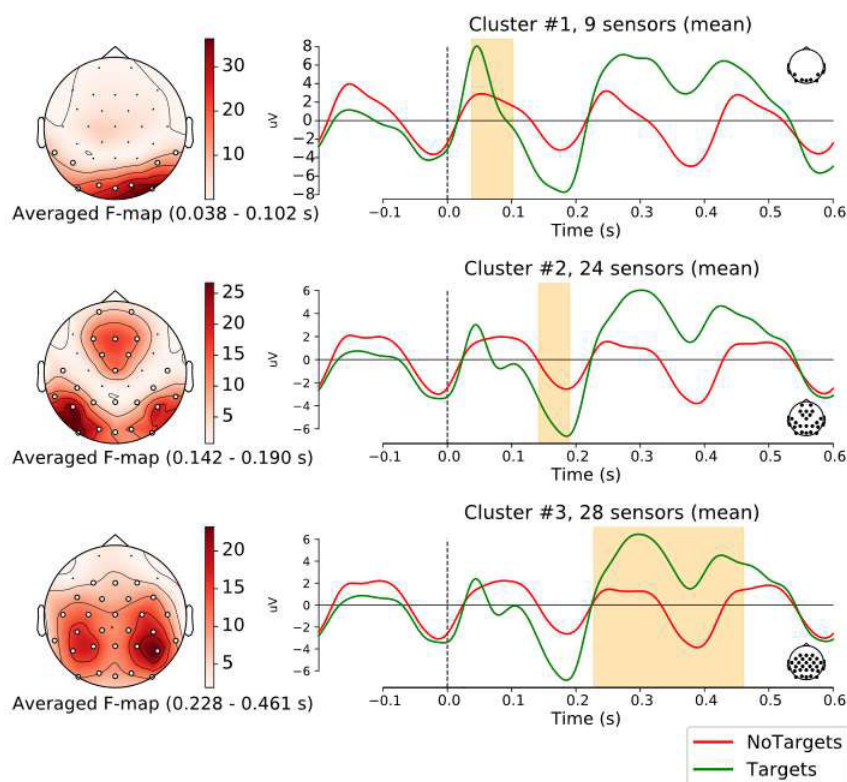 Cluster #1, 9 sensors (mean)
30
20
10
Averaged F-map (0.038 - 0.102 s)
8
6
4
2
0
−2
−4
−6
−8
uV
−0.1 0.0 0.1 0.2 0.3 0.4 0.5 0.6
Time (s)
Cluster #2, 24 sensors (mean)
25
20
15
10
5
Averaged F-map (0.142 - 0.190 s)
6
4
2
0
−2
−4
−6
uV
−0.1 0.0 0.1 0.2 0.3 0.4 0.5 0.6
Time (s)
Cluster #3, 28 sensors (mean)
20
15
10
5
Averaged F-map (0.228 - 0.461 s)
6
4
2
0
−2
−4
−6
uV
−0.1 0.0 0.1 0.2 0.3 0.4 0.5 0.6
Time (s)
NoTargets
Targets